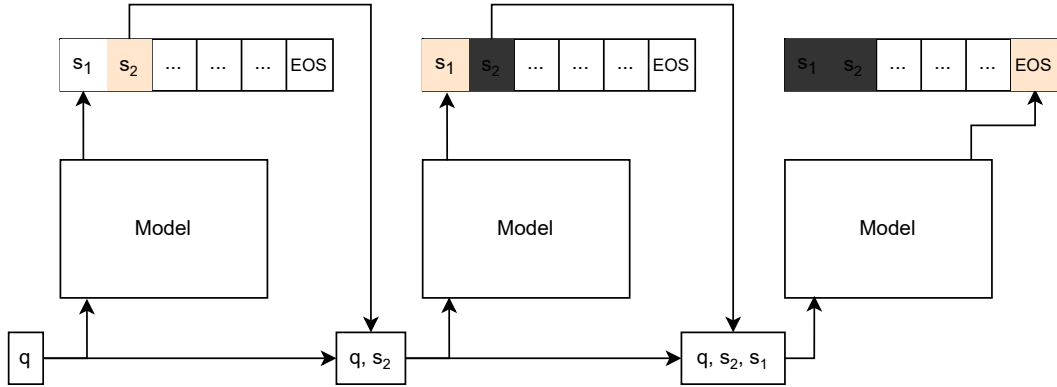 s₁ s₂ ... ... ... EOS
s₁ s₂ ... ... ... EOS
s₁ s₂ ... ... ... EOS
Model
Model
Model
q
q, s₂
q, s₂, s₁